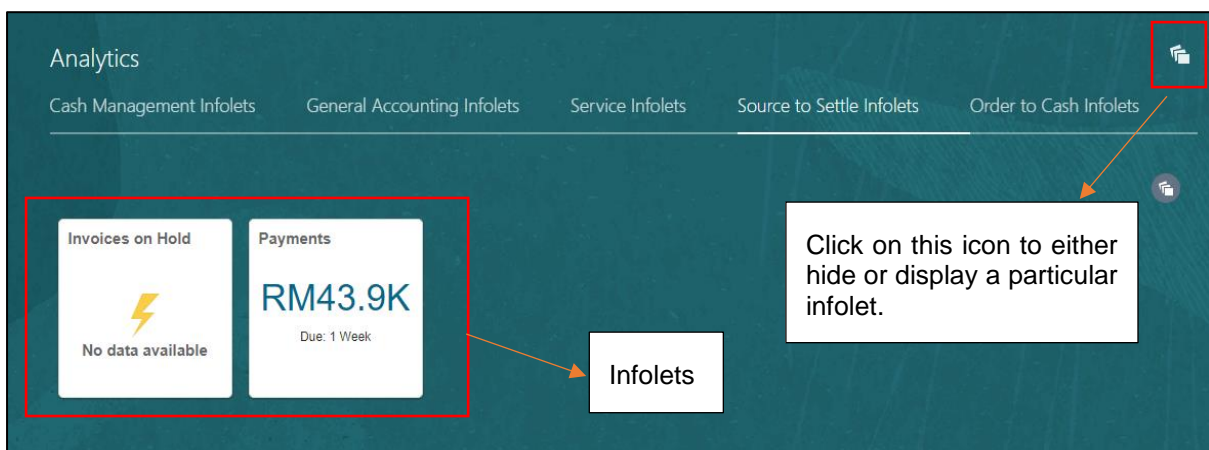 Analytics
Cash Management Infolets General Accounting Infolets Service Infolets Source to Settle Infolets Order to Cash Infolets
Invoices on Hold
No data available
Payments
RM43.9K
Due: 1 Week
Infolets
Click on this icon to either
hide or display a particular
infolet.